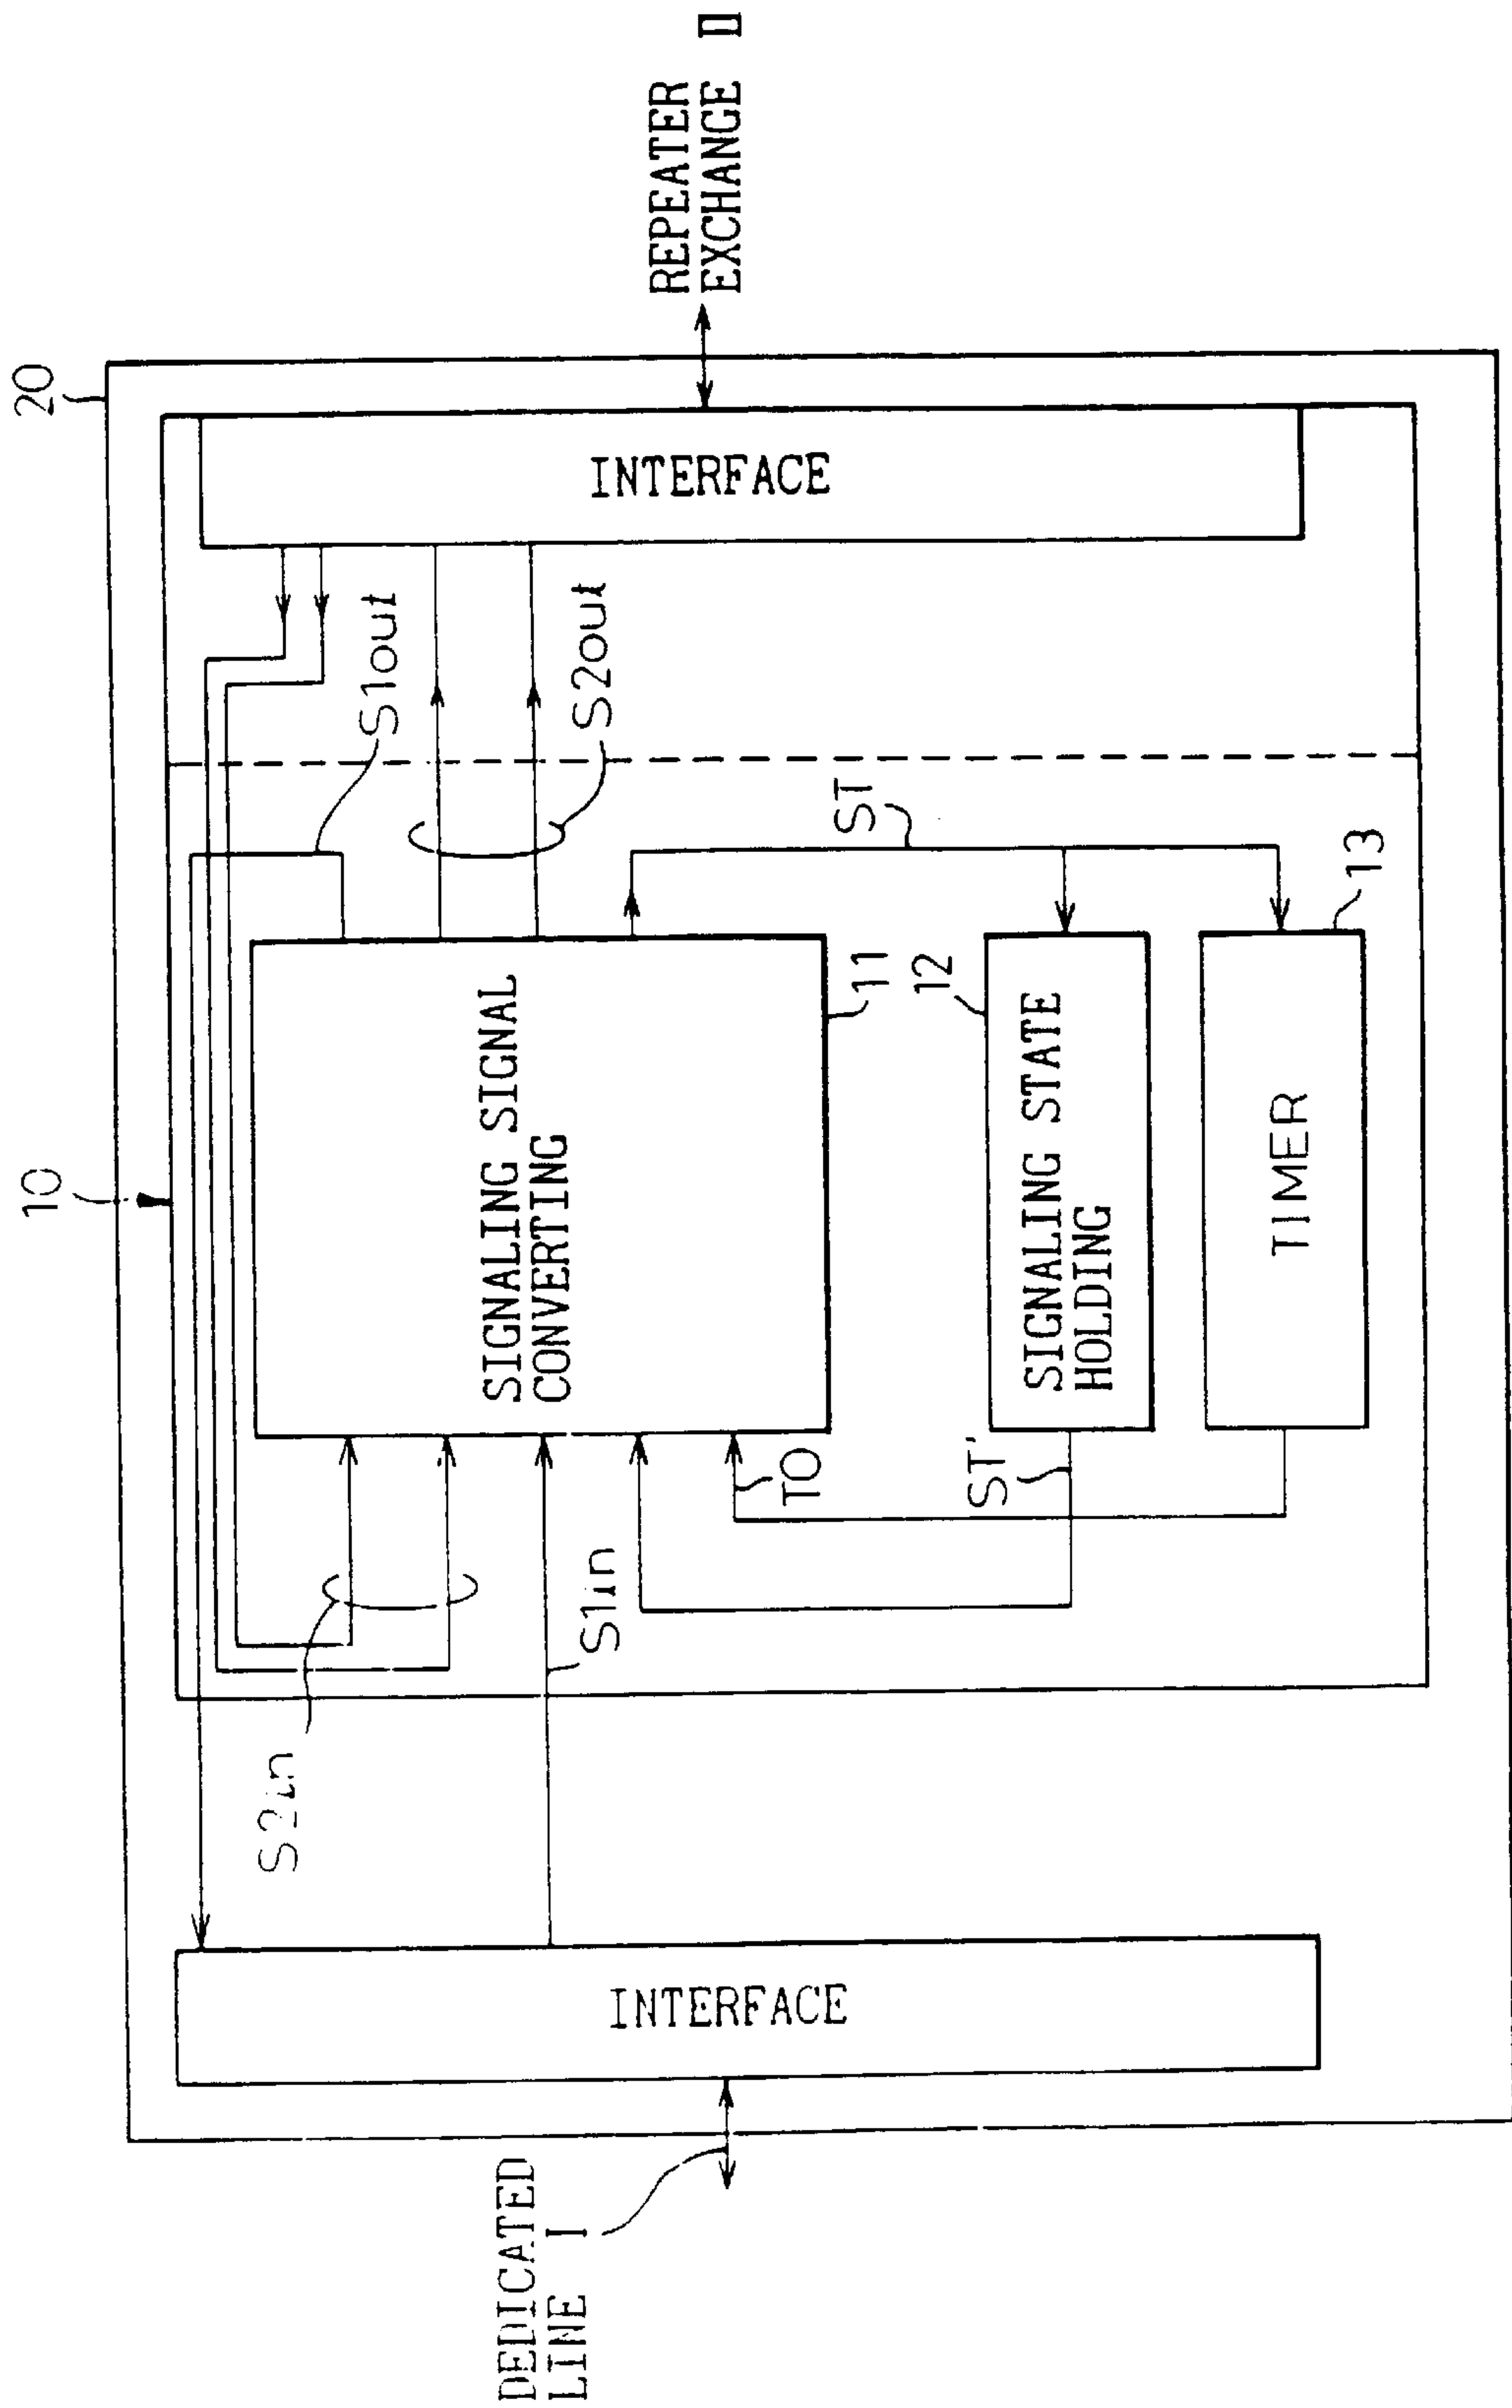 20
10
REPEATER
EXCHANGE II
INTERFACE
S1out
S2out
ST
SIGNALING SIGNAL
CONVERTING
11
12
SIGNALING STATE
HOLDING
13
TIMER
ST'
TO
S1in
S2in
INTERFACE
DEDICATED
LINE I